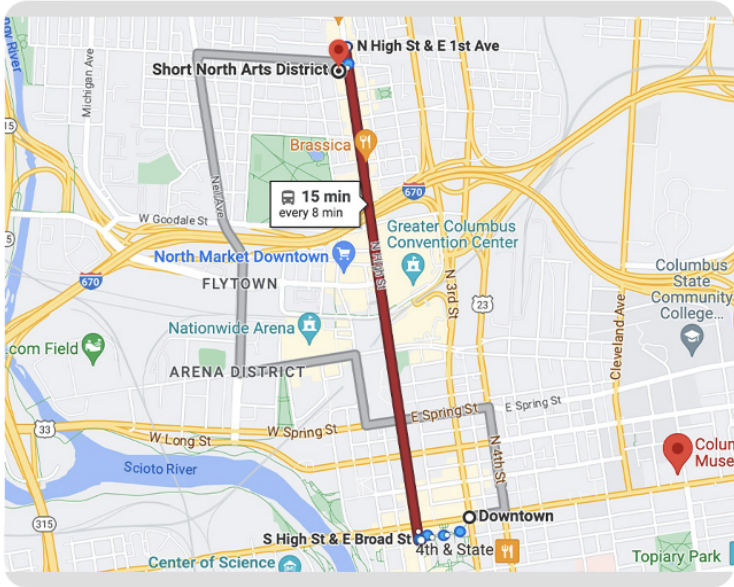 N High St & E 1st Ave
Short North Arts District
Michigan Ave
15
Brassica
670
Neil Ave
15 min
every 8 min
W Goodale St
5
Greater Columbus
Convention Center
North Market Downtown
N High St
670
FLYTOWN
N 3rd St
23
Columbus
State
Community
College...
Cleveland Ave
Nationwide Arena
.com Field
ARENA DISTRICT
E Spring St
E Spring St
33
W Long St
W Spring St
N 4th St
Colum
Muse
Scioto River
315
Downtown
S High St & E Broad St
4th & State
Center of Science
Topiary Park